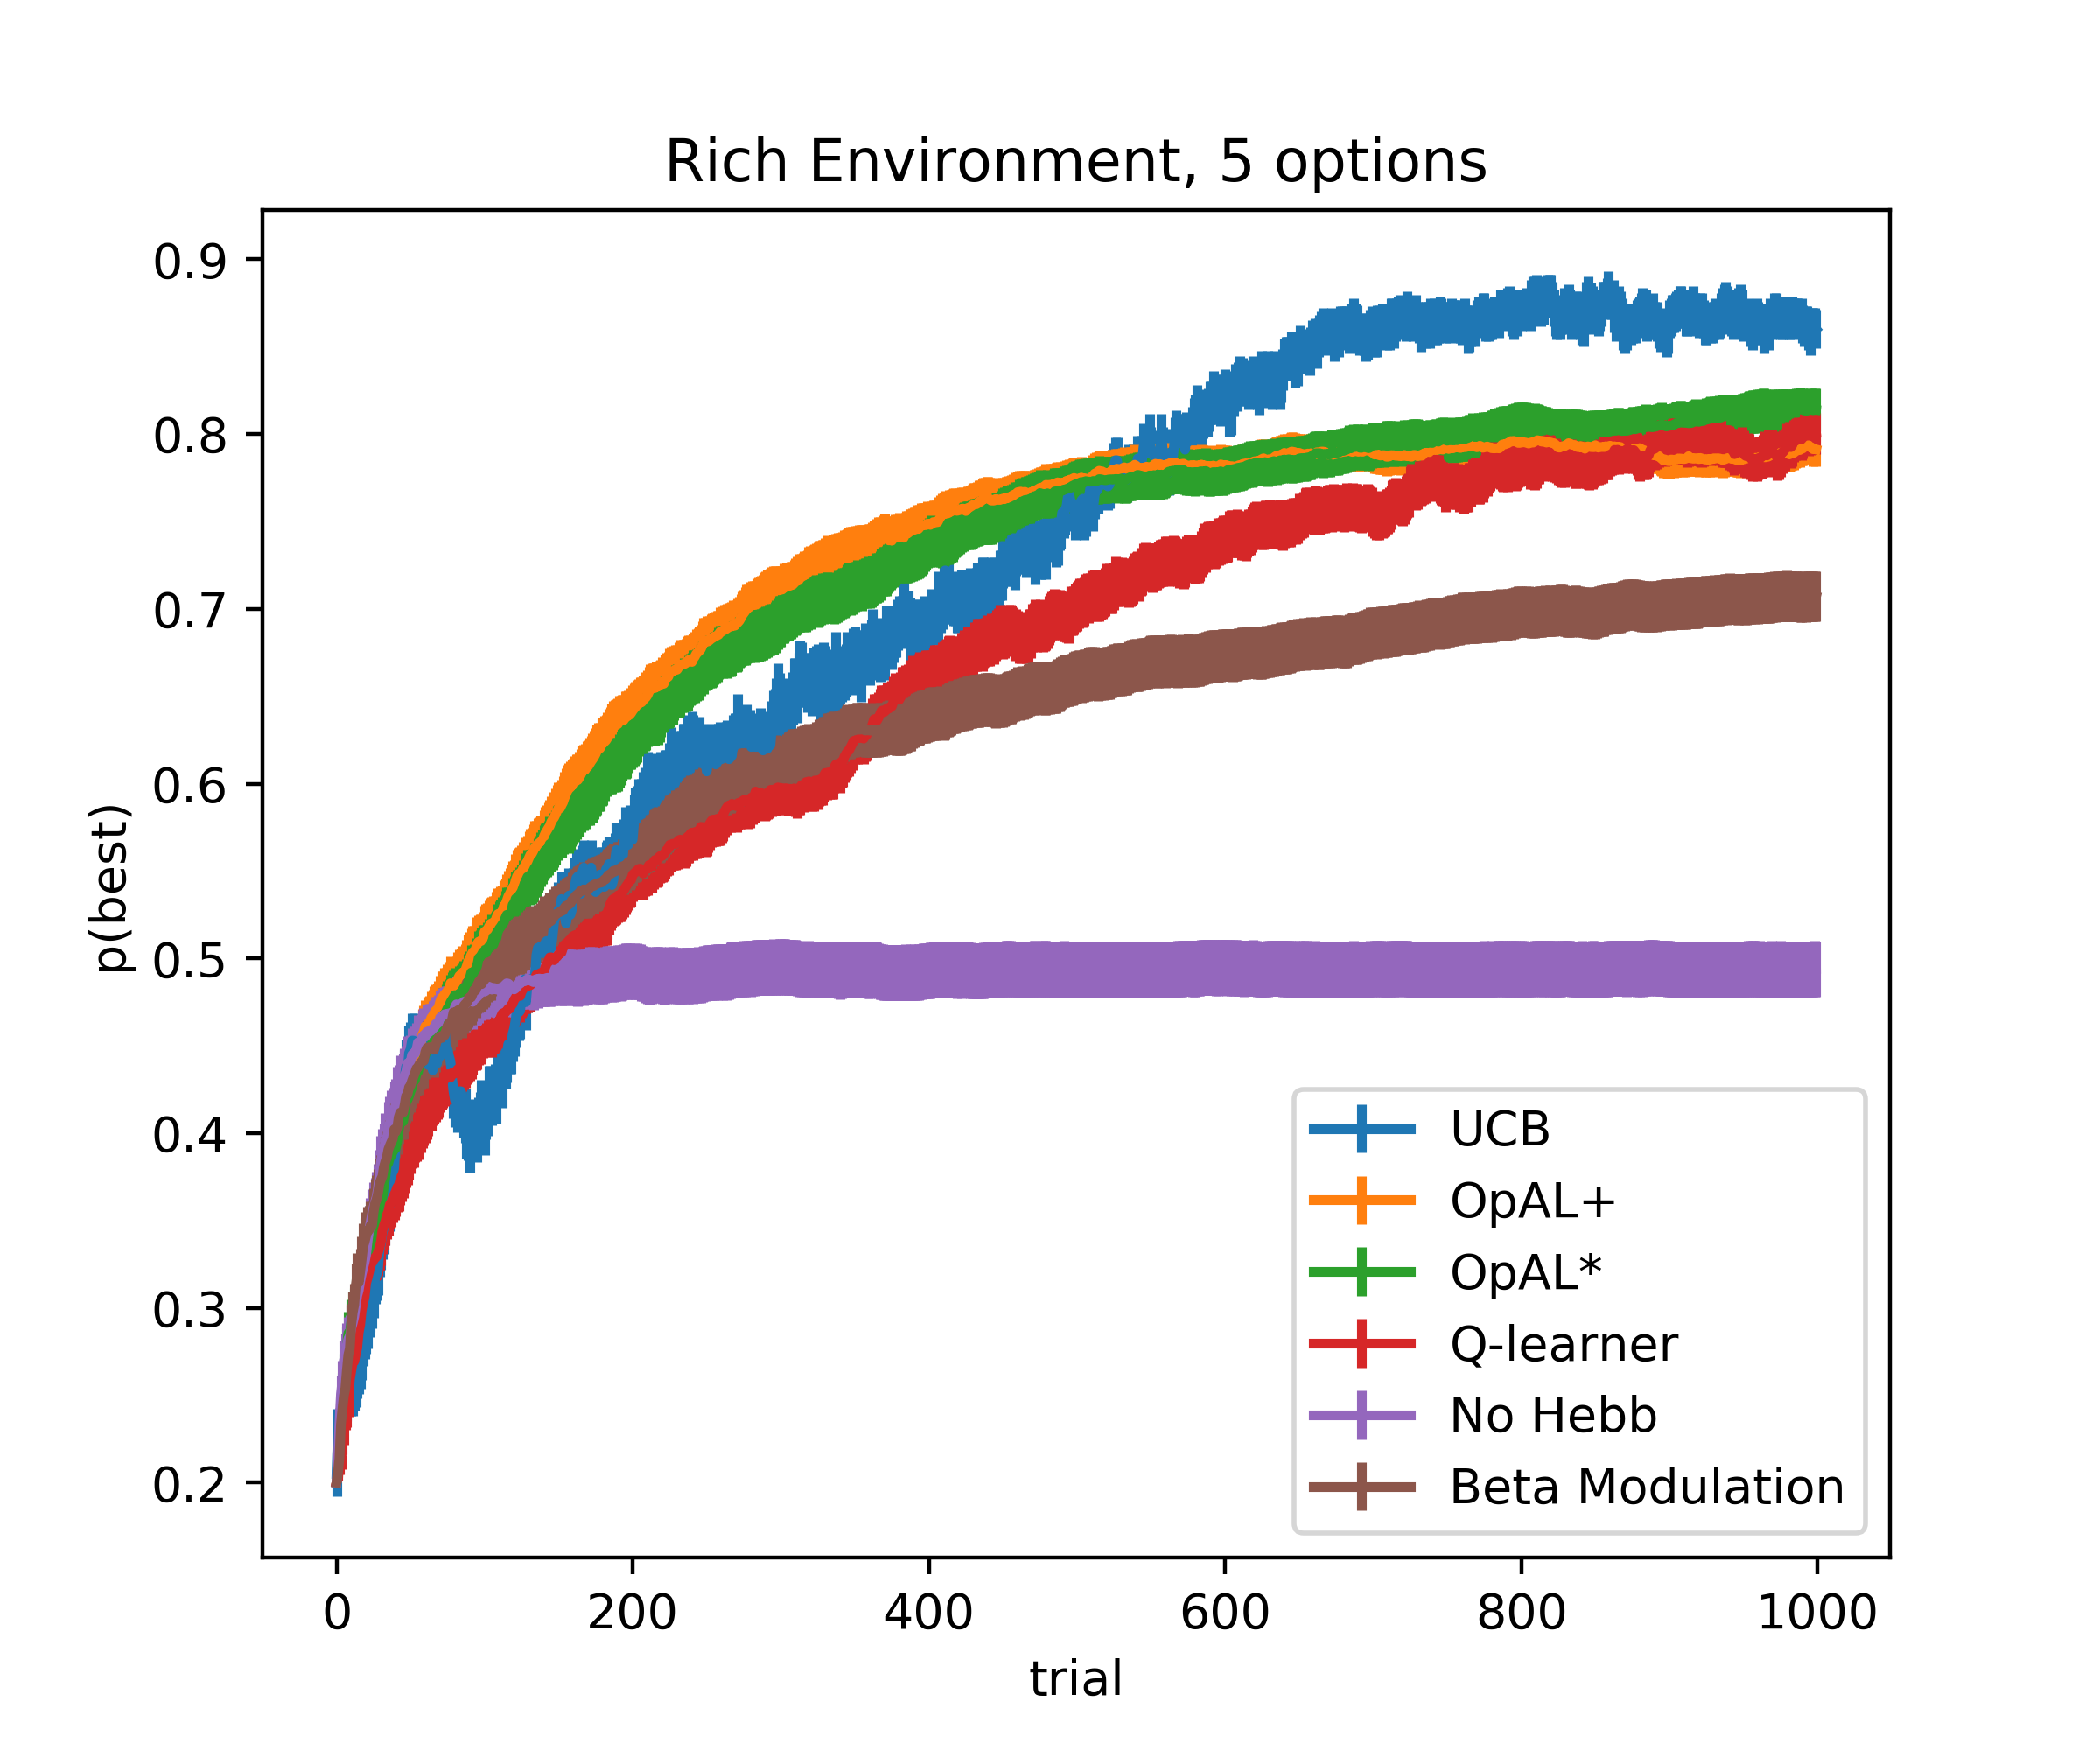 Rich Environment, 5 options
p(best)
0.9
0.8
0.7
0.6
0.5
0.4
0.3
0.2
UCB
OpAL+
OpAL*
Q-learner
No Hebb
Beta Modulation
0 200 400 600 800 1000
trial